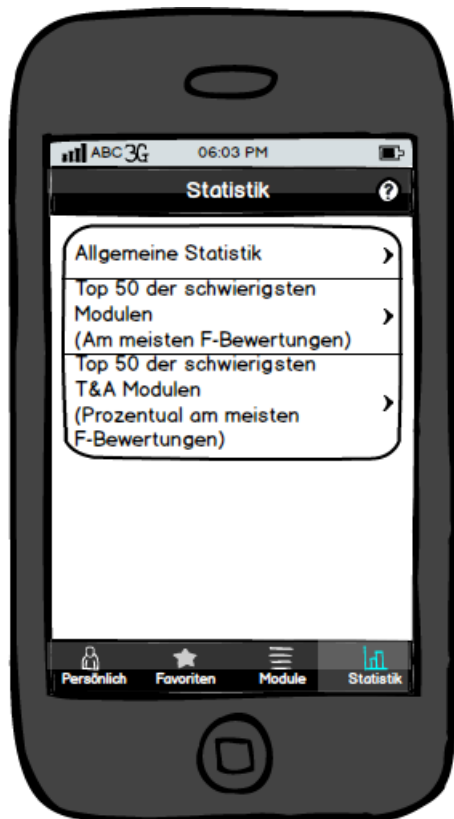 ABC 3G 06:03 PM
Statistik ?
Allgemeine Statistik
Top 50 der schwierigsten
Modulen
(Am meisten F-Bewertungen)
Top 50 der schwierigsten
T&A Modulen
(Prozentual am meisten
F-Bewertungen)
Persönlich Favoriten Module Statistik